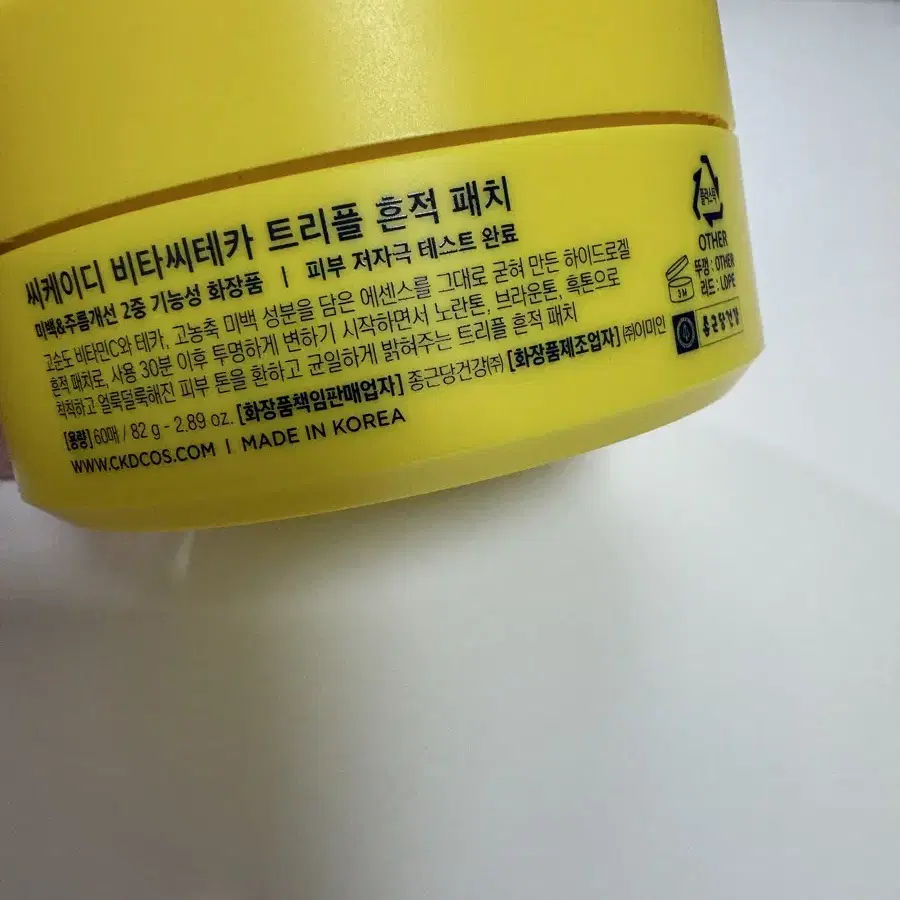 씨케이디 비타씨테카 트리플 흔적 패치
미백&주름개선 2중 기능성 화장품 | 피부 저자극 테스트 완료
고순도 비타민C와 테카, 고농축 미백 성분을 담은 에센스를 그대로 굳혀 만든 하이드로겔
흔적 패치로, 사용 30분 이후 투명하게 변하기 시작하면서 노란톤, 브라운톤, 흑톤으로
칙칙하고 얼룩덜룩해진 피부 톤을 환하고 균일하게 밝혀주는 트리플 흔적 패치
[용량] 60매 / 82 g - 2.89 oz. [화장품책임판매업자] 종근당건강㈜ [화장품제조업자] ㈜이미인
WWW.CKDCOS.COM | MADE IN KOREA
플라스틱
OTHER
뚜껑 : OTHER
리드 : LDPE
3M
종근당건강